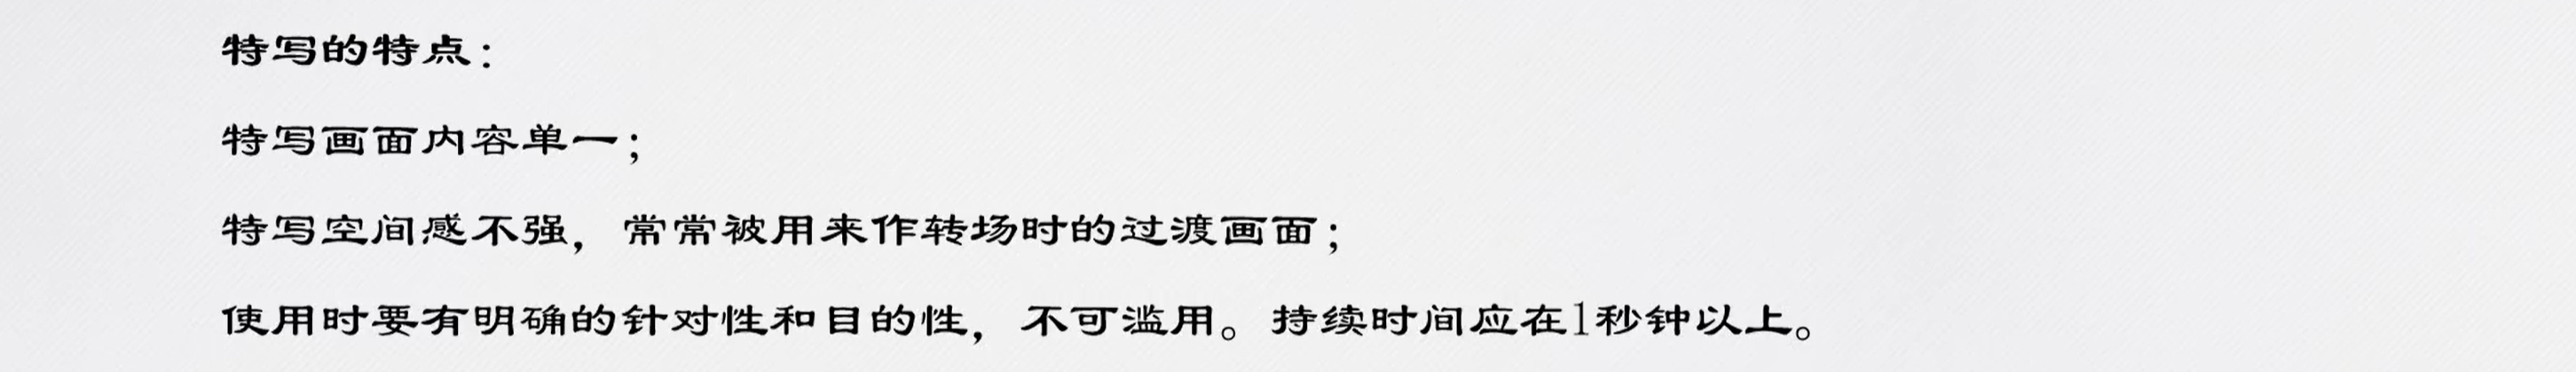 特写的特点：
特写画面内容单一；
特写空间感不强，常常被用来作转场时的过渡画面；
使用时要有明确的针对性和目的性，不可滥用。持续时间应在1秒钟以上。